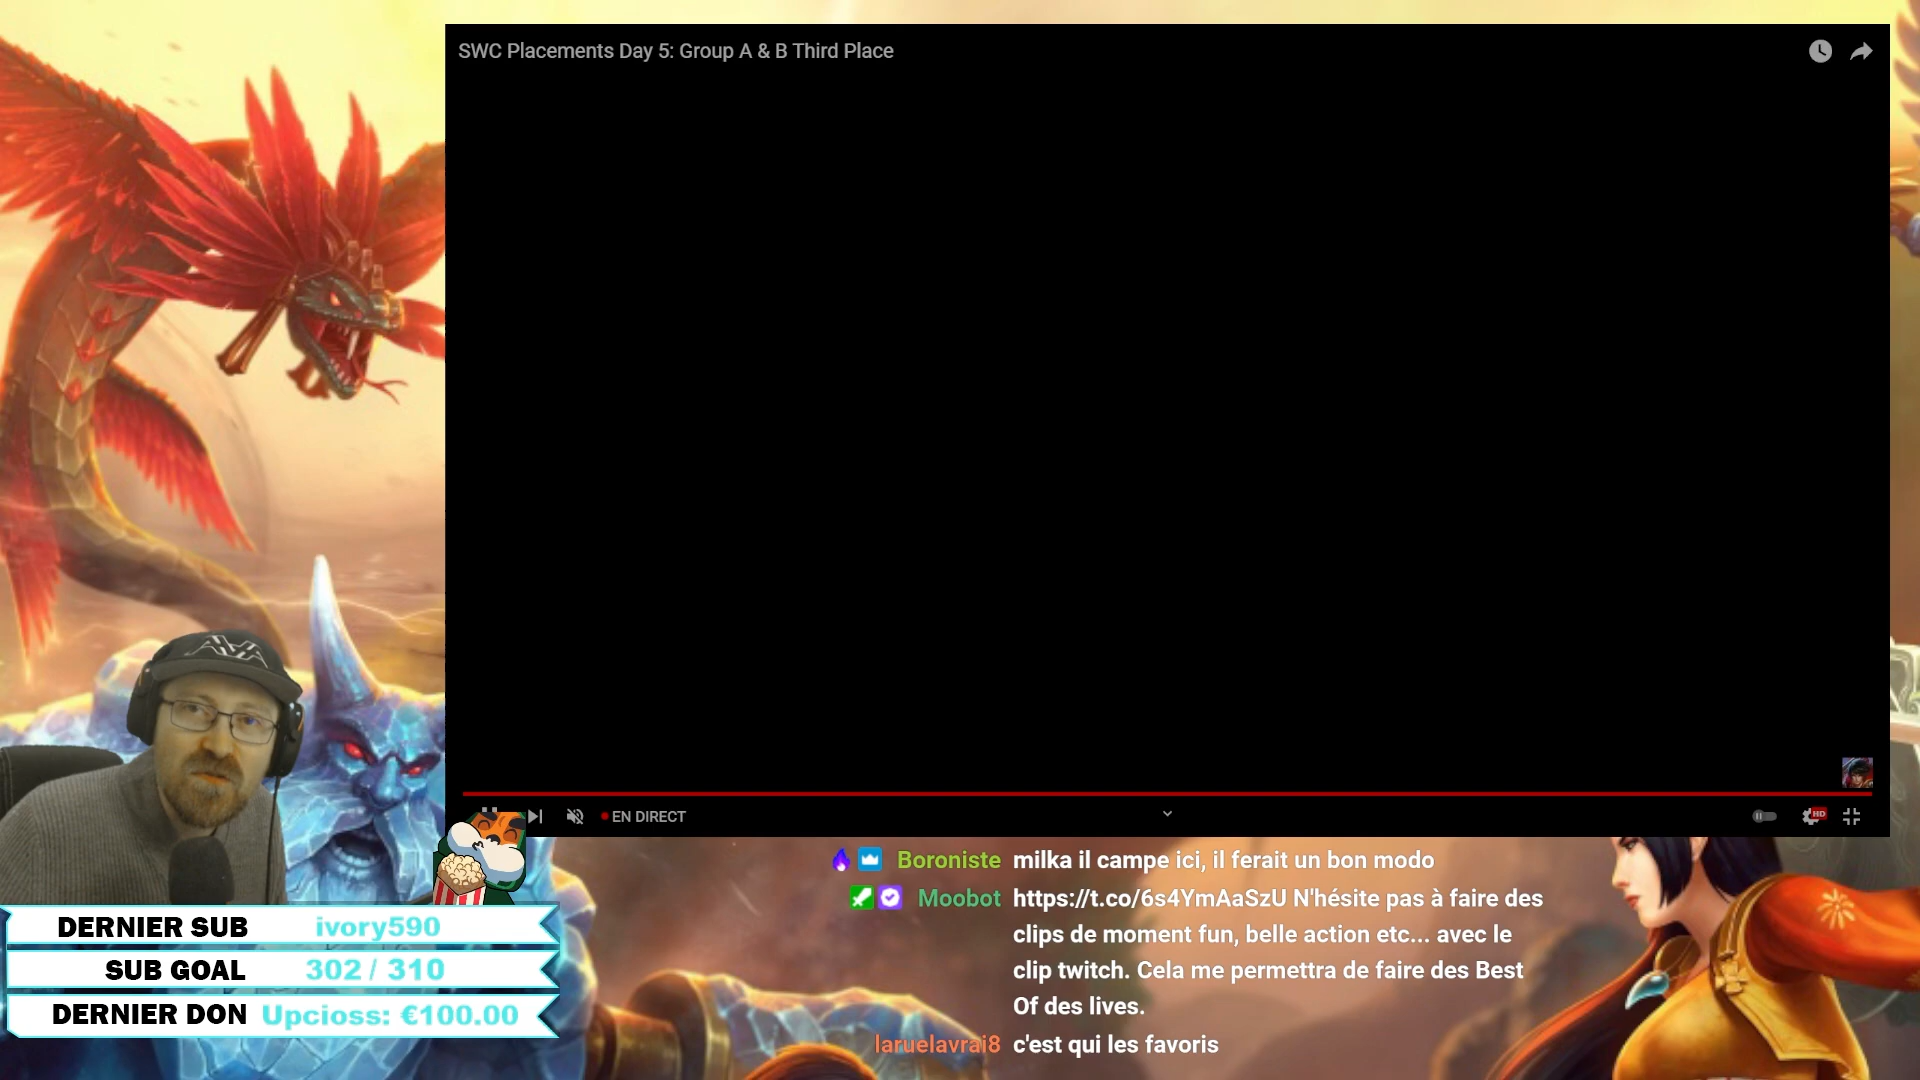 SWC Placements Day 5: Group A & B Third Place
EN DIRECT
HD
Boroniste milka il campe ici, il ferait un bon modo
Moobot https://t.co/6s4YmAaSzU N'hésite pas à faire des
clips de moment fun, belle action etc... avec le
clip twitch. Cela me permettra de faire des Best
Of des lives.
laruelavrai8 c'est qui les favoris
DERNIER SUB ivory590
SUB GOAL 302 / 310
DERNIER DON Upcioss: €100.00